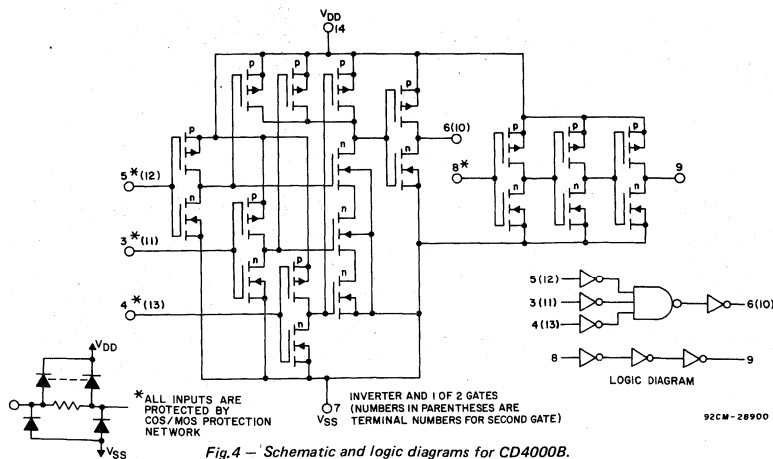 VDD
14
p
p
p
p
p
n
n
p
n
n
p
n
n
p
n
p
n
p
n
p
n
5*(12)
3*(11)
4*(13)
6(10)
8*
9
5(12)
3(11)
4(13)
6(10)
8
9
LOGIC DIAGRAM
VDD
VSS
*ALL INPUTS ARE
PROTECTED BY
COS/MOS PROTECTION
NETWORK
7
VSS
INVERTER AND 1 OF 2 GATES
(NUMBERS IN PARENTHESES ARE
TERMINAL NUMBERS FOR SECOND GATE)
92CM-28900
Fig.4 — Schematic and logic diagrams for CD4000B.